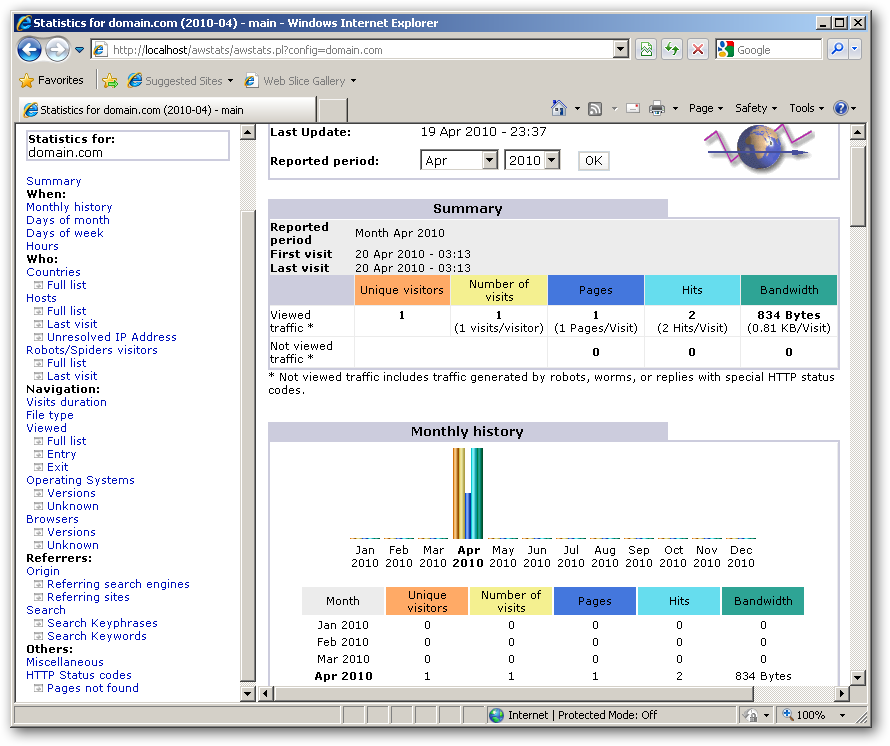 Statistics for domain.com (2010-04) - main - Windows Internet Explorer
http://localhost/awstats/awstats.pl?config=domain.com
Google
Favorites
Suggested Sites
Web Slice Gallery
Statistics for domain.com (2010-04) - main
Page
Safety
Tools
Statistics for:
domain.com
Summary
When:
Monthly history
Days of month
Days of week
Hours
Who:
Countries
Full list
Hosts
Full list
Last visit
Unresolved IP Address
Robots/Spiders visitors
Full list
Last visit
Navigation:
Visits duration
File type
Viewed
Full list
Entry
Exit
Operating Systems
Versions
Unknown
Browsers
Versions
Unknown
Referrers:
Origin
Referring search engines
Referring sites
Search
Search Keyphrases
Search Keywords
Others:
Miscellaneous
HTTP Status codes
Pages not found
Last Update: 19 Apr 2010 - 23:37
Reported period: Apr 2010 OK
Summary
Reported period Month Apr 2010
First visit 20 Apr 2010 - 03:13
Last visit 20 Apr 2010 - 03:13
Unique visitors Number of visits Pages Hits Bandwidth
Viewed traffic * 1 1 1 2 834 Bytes
(1 visits/visitor) (1 Pages/Visit) (2 Hits/Visit) (0.81 KB/Visit)
Not viewed traffic * 0 0 0
* Not viewed traffic includes traffic generated by robots, worms, or replies with special HTTP status
codes.
Monthly history
Jan Feb Mar Apr May Jun Jul Aug Sep Oct Nov Dec
2010 2010 2010 2010 2010 2010 2010 2010 2010 2010 2010 2010
Month Unique visitors Number of visits Pages Hits Bandwidth
Jan 2010 0 0 0 0 0
Feb 2010 0 0 0 0 0
Mar 2010 0 0 0 0 0
Apr 2010 1 1 1 2 834 Bytes
Internet | Protected Mode: Off
100%